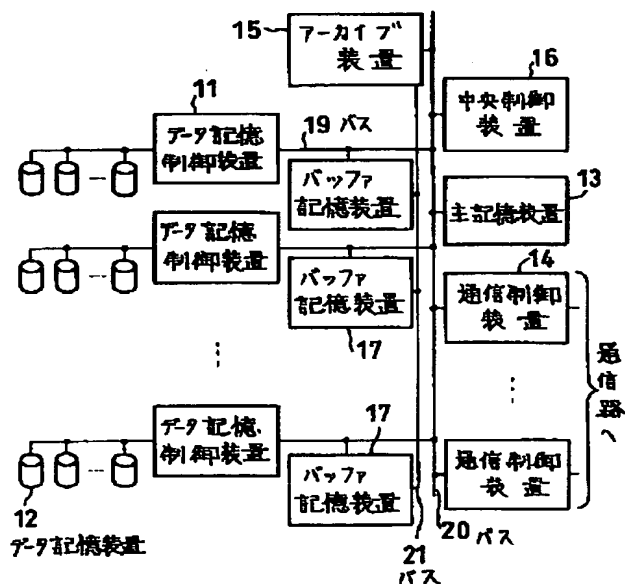 15
アーカイブ
装置
16
中央制御
装置
11
データ記憶
制御装置
19 バス
バッファ
記憶装置
13
主記憶装置
データ記憶
制御装置
バッファ
記憶装置
17
14
通信制御
装置
通信路へ
データ記憶
制御装置
17
バッファ
記憶装置
通信制御
装置
12
データ記憶装置
20 バス
21
バス